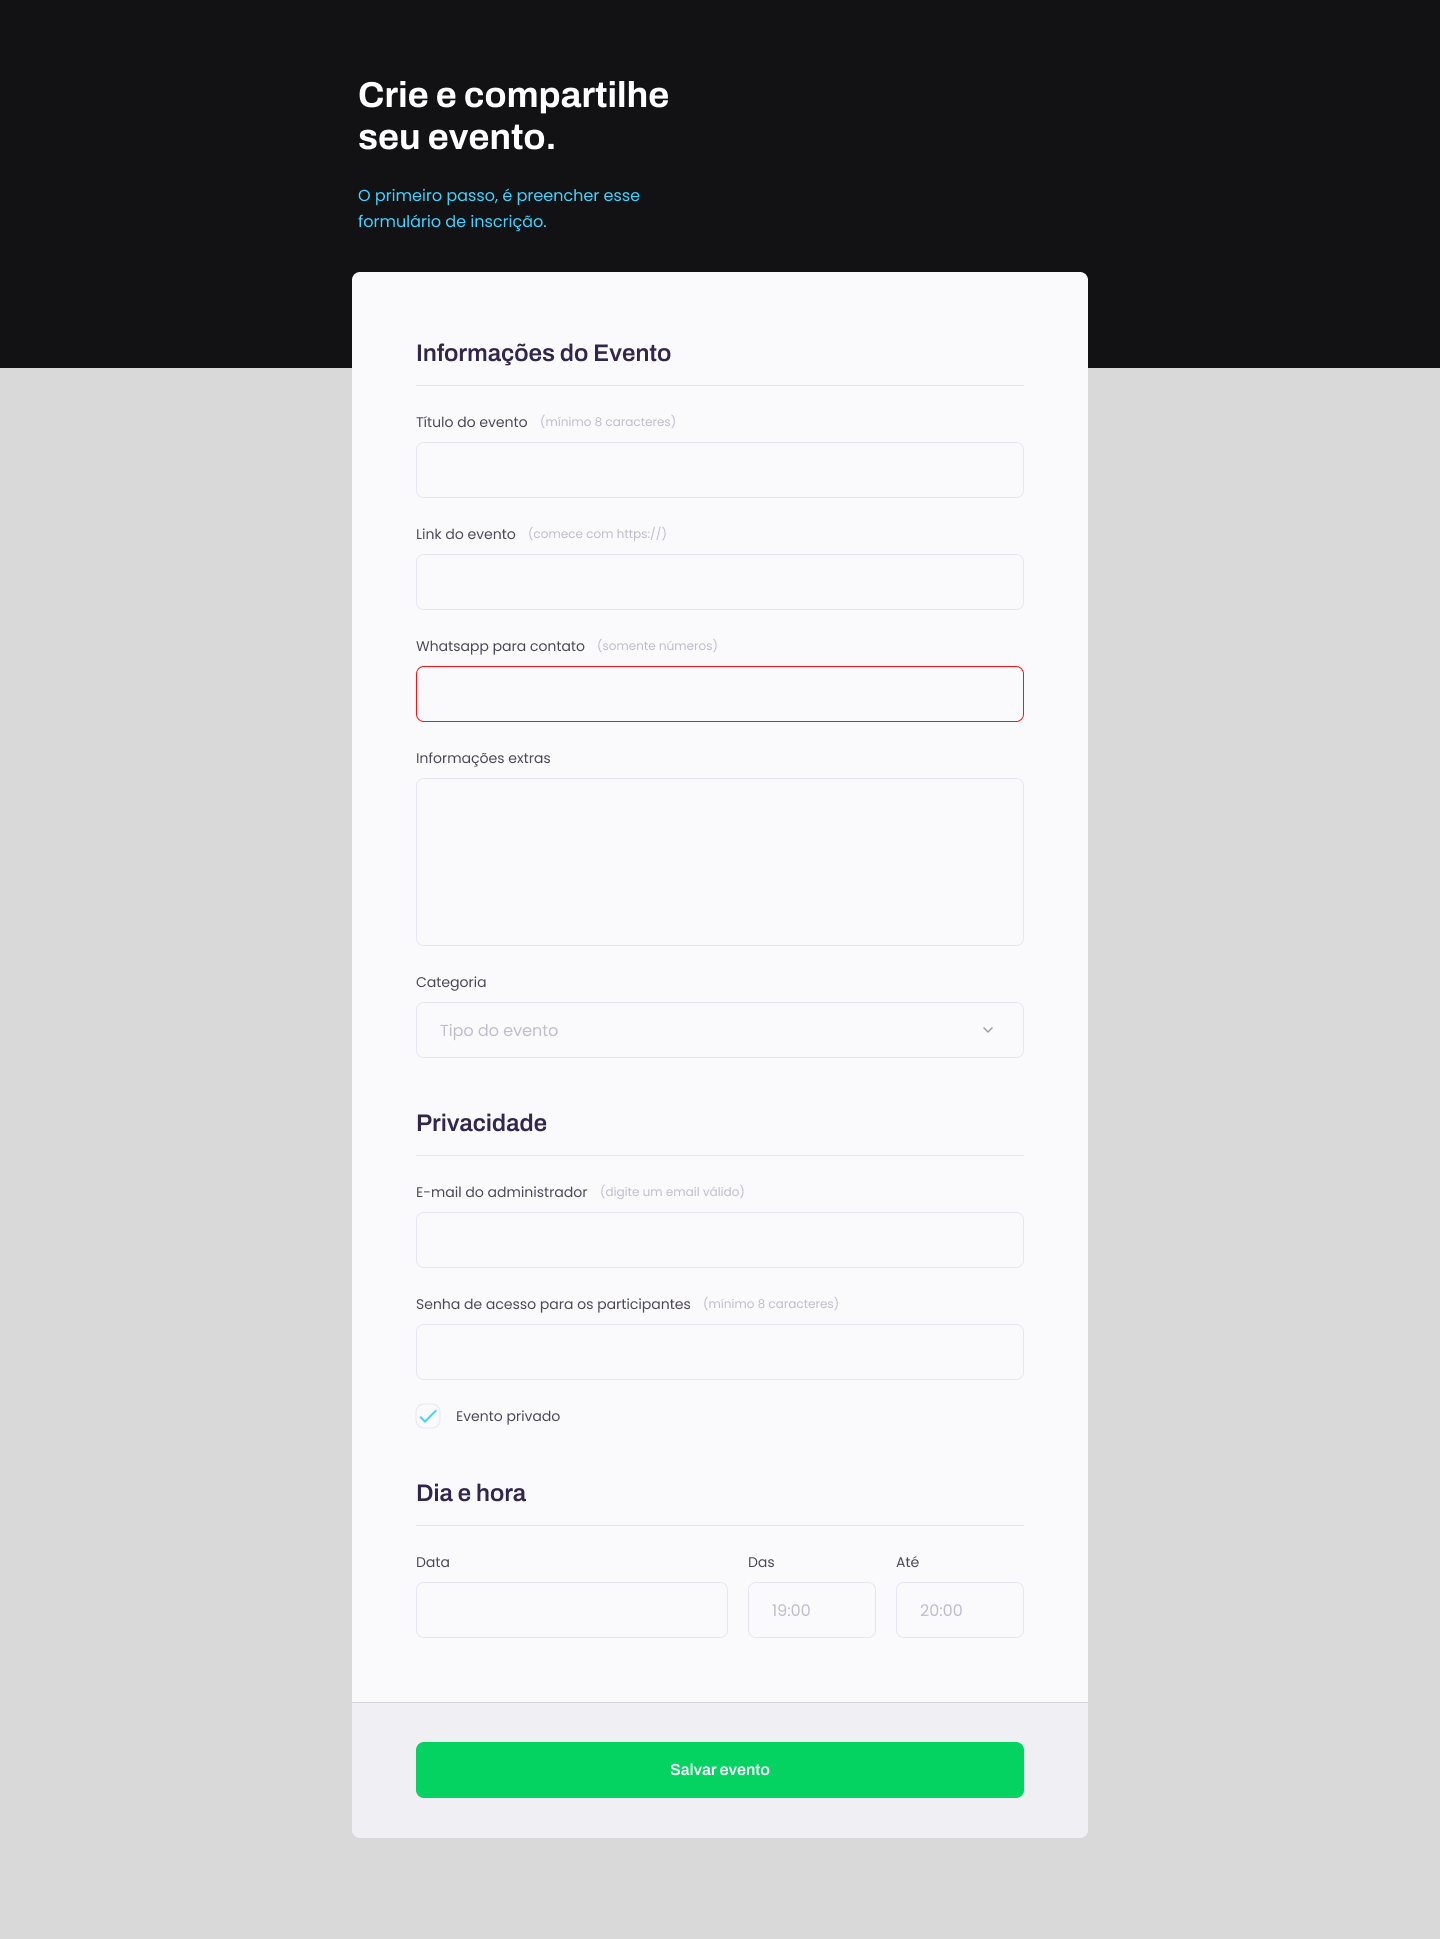 Crie e compartilhe
seu evento.
O primeiro passo, é preencher esse
formulário de inscrição.
Informações do Evento
Título do evento (mínimo 8 caracteres)
Link do evento (comece com https://)
Whatsapp para contato (somente números)
Informações extras
Categoria
Tipo do evento
Privacidade
E-mail do administrador (digite um email válido)
Senha de acesso para os participantes (mínimo 8 caracteres)
Evento privado
Dia e hora
Data Das Até
19:00 20:00
Salvar evento